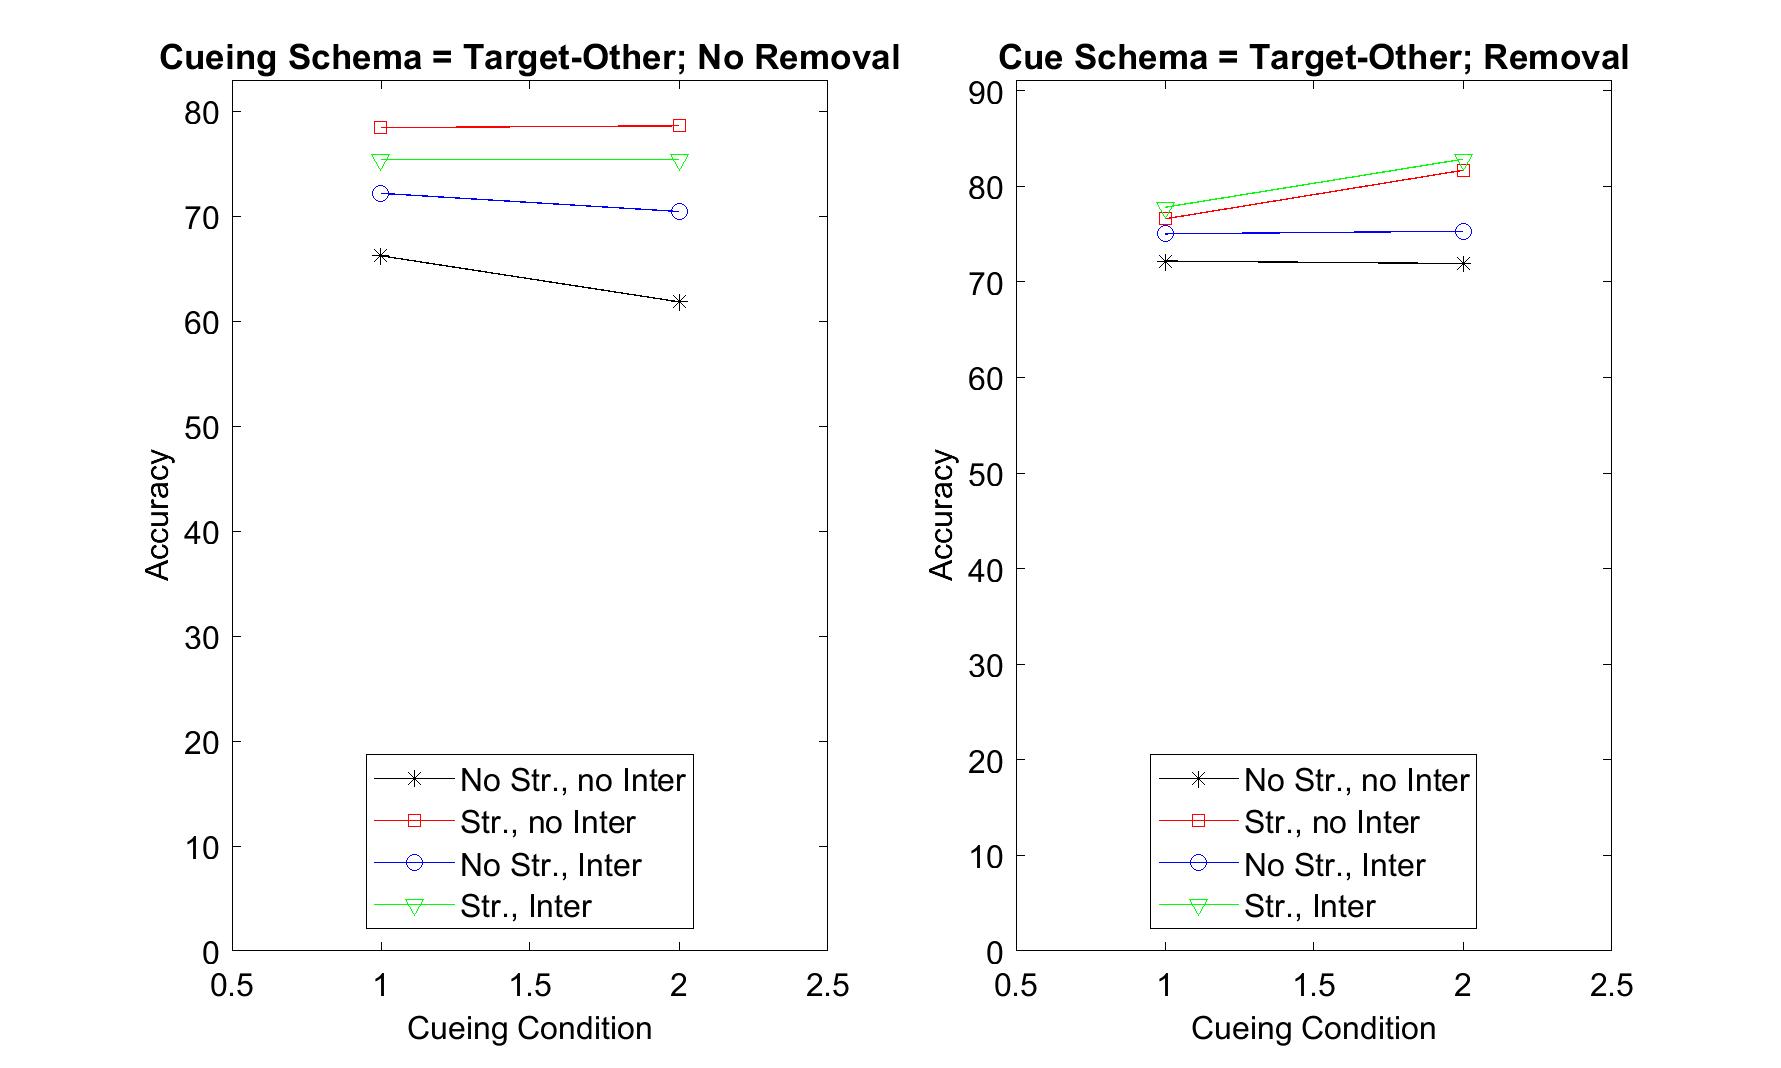 Cueing Schema = Target-Other; No Removal
80
70
60
50
40
30
20
10
0
Accuracy
No Str., no Inter
Str., no Inter
No Str., Inter
Str., Inter
0.5 1 1.5 2 2.5
Cueing Condition
Cue Schema = Target-Other; Removal
90
80
70
60
50
40
30
20
10
0
Accuracy
No Str., no Inter
Str., no Inter
No Str., Inter
Str., Inter
0.5 1 1.5 2 2.5
Cueing Condition